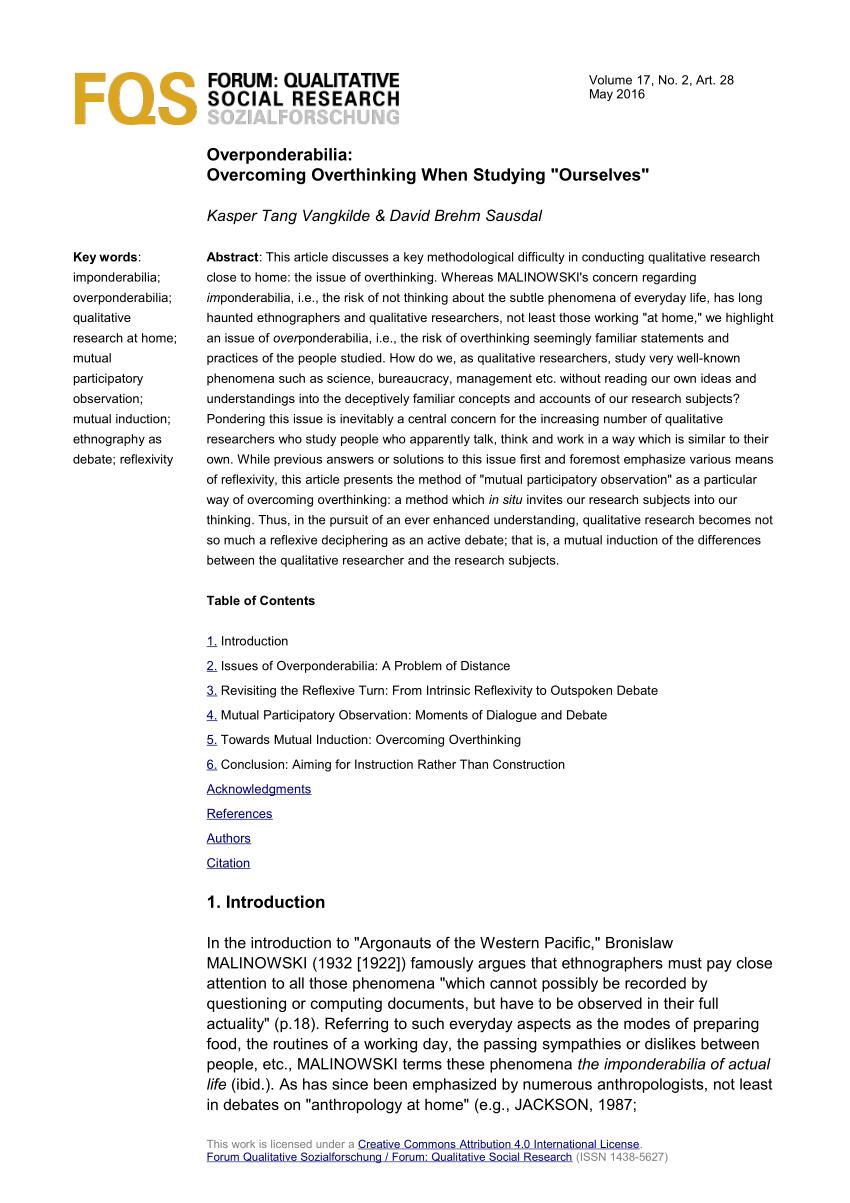 FQS
FORUM: QUALITATIVE
SOCIAL RESEARCH
SOZIALFORSCHUNG
Volume 17, No. 2, Art. 28
May 2016
Overponderabilia:
Overcoming Overthinking When Studying "Ourselves"
Kasper Tang Vangkilde & David Brehm Sausdal
Key words:
imponderabilia;
overponderabilia;
qualitative
research at home;
mutual
participatory
observation;
mutual induction;
ethnography as
debate; reflexivity
Abstract: This article discusses a key methodological difficulty in conducting qualitative research
close to home: the issue of overthinking. Whereas MALINOWSKI's concern regarding
imponderabilia, i.e., the risk of not thinking about the subtle phenomena of everyday life, has long
haunted ethnographers and qualitative researchers, not least those working "at home," we highlight
an issue of overponderabilia, i.e., the risk of overthinking seemingly familiar statements and
practices of the people studied. How do we, as qualitative researchers, study very well-known
phenomena such as science, bureaucracy, management etc. without reading our own ideas and
understandings into the deceptively familiar concepts and accounts of our research subjects?
Pondering this issue is inevitably a central concern for the increasing number of qualitative
researchers who study people who apparently talk, think and work in a way which is similar to their
own. While previous answers or solutions to this issue first and foremost emphasize various means
of reflexivity, this article presents the method of "mutual participatory observation" as a particular
way of overcoming overthinking: a method which in situ invites our research subjects into our
thinking. Thus, in the pursuit of an ever enhanced understanding, qualitative research becomes not
so much a reflexive deciphering as an active debate; that is, a mutual induction of the differences
between the qualitative researcher and the research subjects.
Table of Contents
1. Introduction
2. Issues of Overponderabilia: A Problem of Distance
3. Revisiting the Reflexive Turn: From Intrinsic Reflexivity to Outspoken Debate
4. Mutual Participatory Observation: Moments of Dialogue and Debate
5. Towards Mutual Induction: Overcoming Overthinking
6. Conclusion: Aiming for Instruction Rather Than Construction
Acknowledgments
References
Authors
Citation
1. Introduction
In the introduction to "Argonauts of the Western Pacific," Bronislaw
MALINOWSKI (1932 [1922]) famously argues that ethnographers must pay close
attention to all those phenomena "which cannot possibly be recorded by
questioning or computing documents, but have to be observed in their full
actuality" (p.18). Referring to such everyday aspects as the modes of preparing
food, the routines of a working day, the passing sympathies or dislikes between
people, etc., MALINOWSKI terms these phenomena the imponderabilia of actual
life (ibid.). As has since been emphasized by numerous anthropologists, not least
in debates on "anthropology at home" (e.g., JACKSON, 1987;
This work is licensed under a Creative Commons Attribution 4.0 International License.
Forum Qualitative Sozialforschung / Forum: Qualitative Social Research (ISSN 1438-5627)